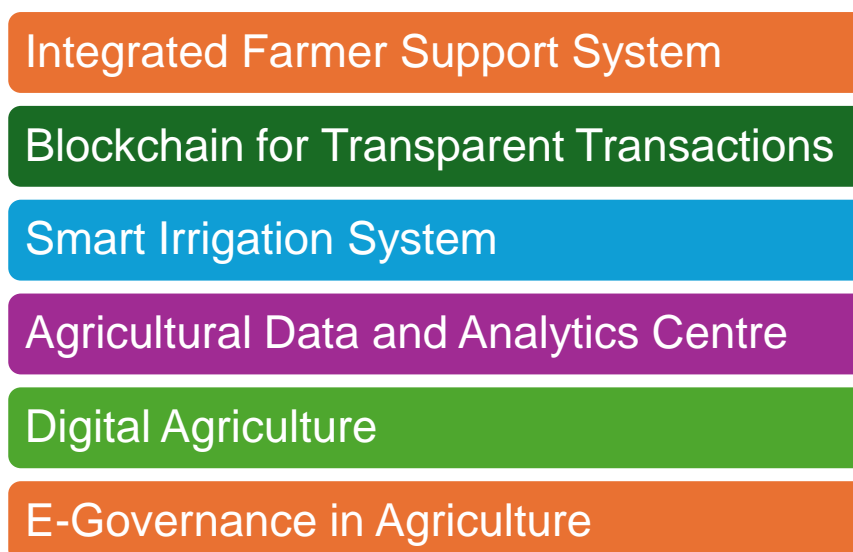 Integrated Farmer Support System
Blockchain for Transparent Transactions
Smart Irrigation System
Agricultural Data and Analytics Centre
Digital Agriculture
E-Governance in Agriculture